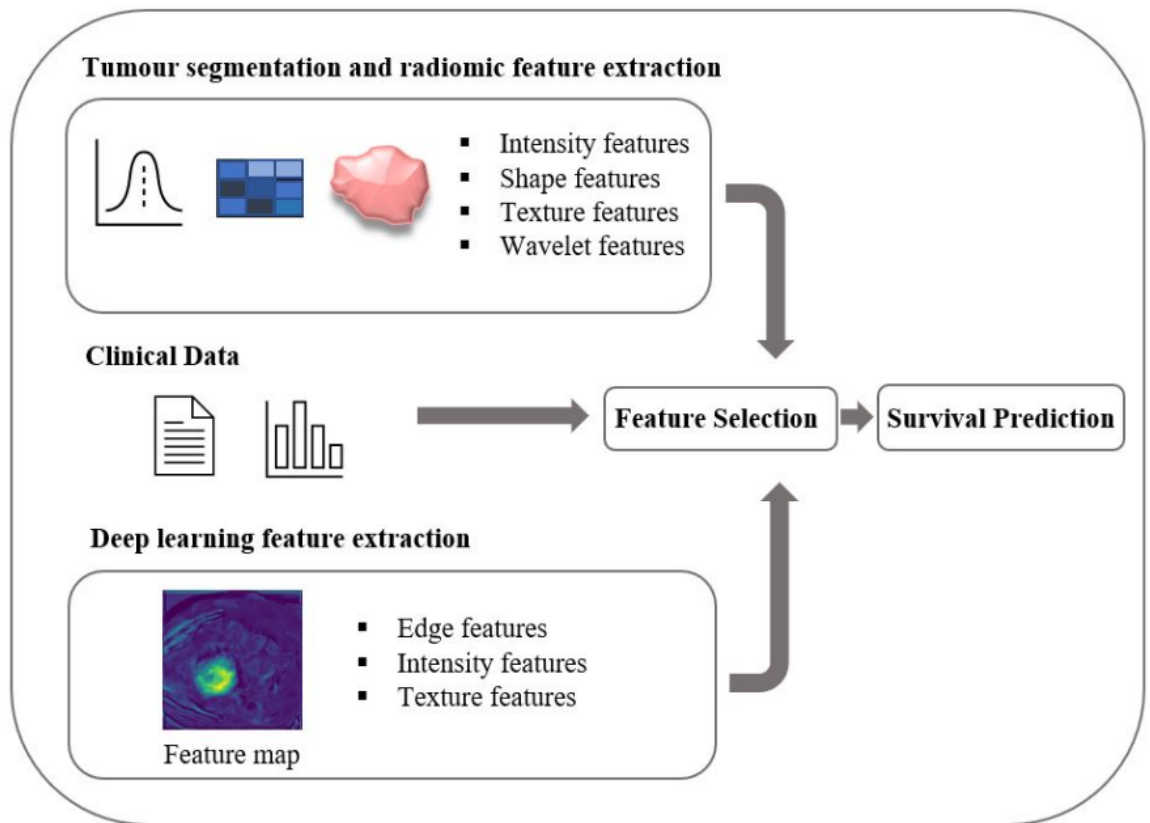 Tumour segmentation and radiomic feature extraction
▪ Intensity features
▪ Shape features
▪ Texture features
▪ Wavelet features
Clinical Data
Feature Selection
Survival Prediction
Deep learning feature extraction
▪ Edge features
▪ Intensity features
▪ Texture features
Feature map